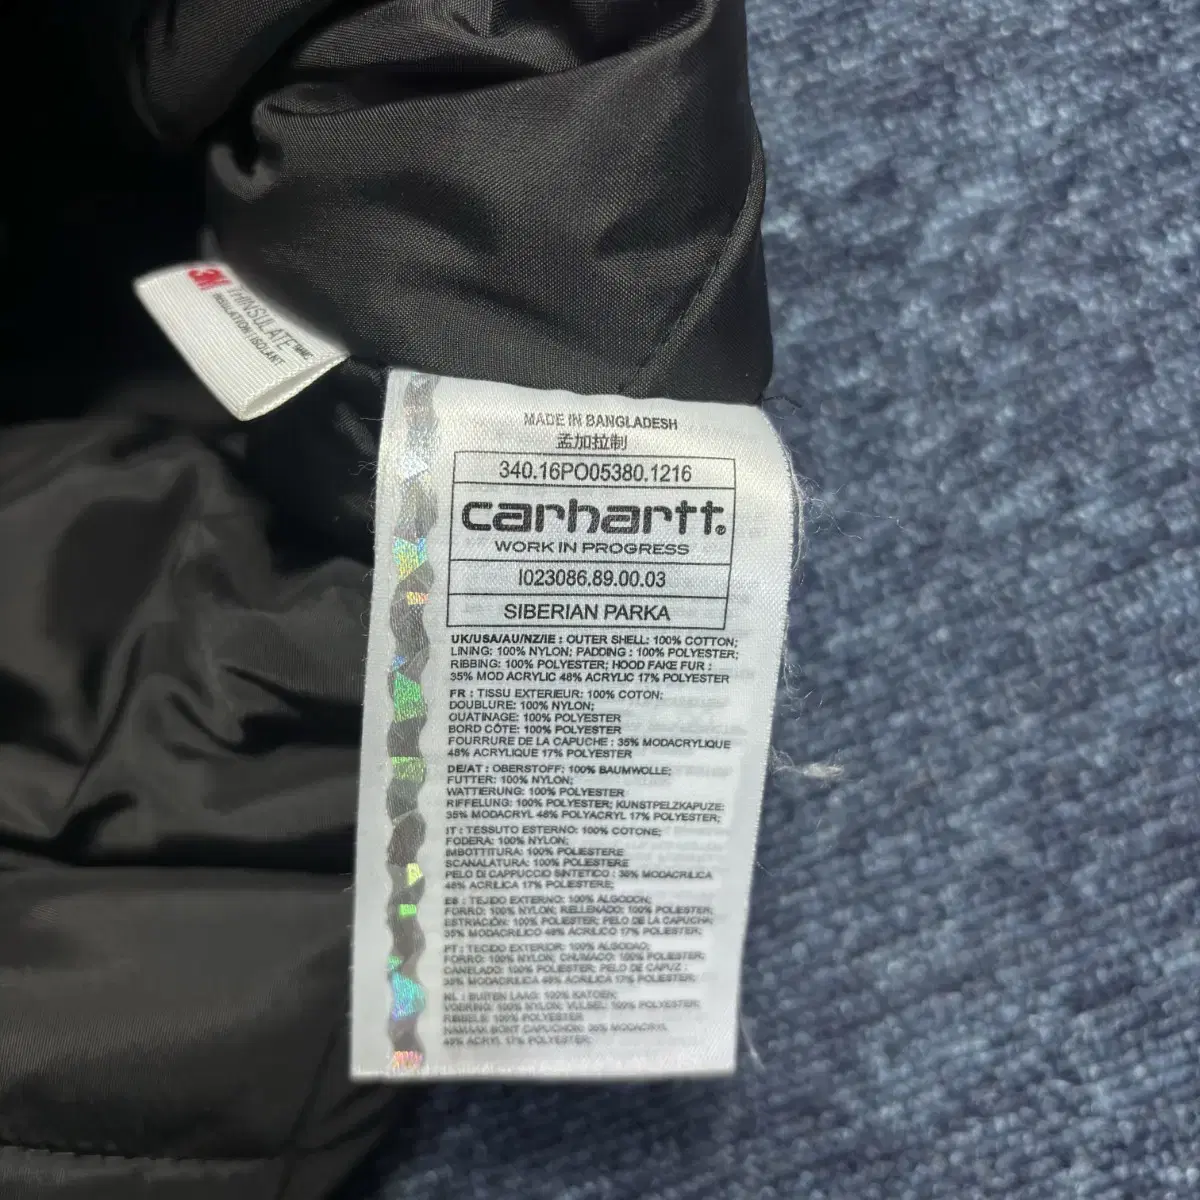 3M
THINSULATE™
INSULATION | ISOLANT
MADE IN BANGLADESH
孟加拉制
340.16PO05380.1216
carhartt®
WORK IN PROGRESS
I023086.89.00.03
SIBERIAN PARKA
UK/USA/AU/NZ/IE : OUTER SHELL: 100% COTTON;
LINING: 100% NYLON; PADDING : 100% POLYESTER;
RIBBING: 100% POLYESTER; HOOD FAKE FUR :
35% MOD ACRYLIC 48% ACRYLIC 17% POLYESTER
FR : TISSU EXTERIEUR: 100% COTON;
DOUBLURE: 100% NYLON;
OUATINAGE: 100% POLYESTER
BORD CÔTE: 100% POLYESTER
FOURRURE DE LA CAPUCHE : 35% MODACRYLIQUE
48% ACRYLIQUE 17% POLYESTER
DE/AT : OBERSTOFF: 100% BAUMWOLLE;
FUTTER: 100% NYLON;
WATTIERUNG: 100% POLYESTER
RIFFELUNG: 100% POLYESTER; KUNSTPELZKAPUZE:
35% MODACRYL 48% POLYACRYL 17% POLYESTER;
IT : TESSUTO ESTERNO: 100% COTONE;
FODERA: 100% NYLON;
IMBOTTITURA: 100% POLIESTERE
SCANALATURA: 100% POLIESTERE
PELO DI CAPPUCCIO SINTETICO : 35% MODACRILICA
48% ACRILICA 17% POLIESTERE;
ES : TEJIDO EXTERNO: 100% ALGODON;
FORRO: 100% NYLON; RELLENADO: 100% POLIESTER;
ESTRIACIÓN: 100% POLIESTER; PELO DE LA CAPUCHA:
35% MODACRILICO 48% ACRILICO 17% POLIESTER;
PT : TECIDO EXTERIOR: 100% ALGODAO;
FORRO: 100% NYLON; CHUMACO: 100% POLIESTER;
CANELADO: 100% POLIESTER; PELO DE CAPUZ :
35% MODACRILICA 48% ACRILICA 17% POLIESTER;
NL : BUITEN LAAG: 100% KATOEN;
VOERING: 100% NYLON; VULSEL: 100% POLYESTER;
RIBBELS: 100% POLYESTER
BONT CAPUCHON: 35% MODACRYL
48% ACRYL 17% POLYESTER;